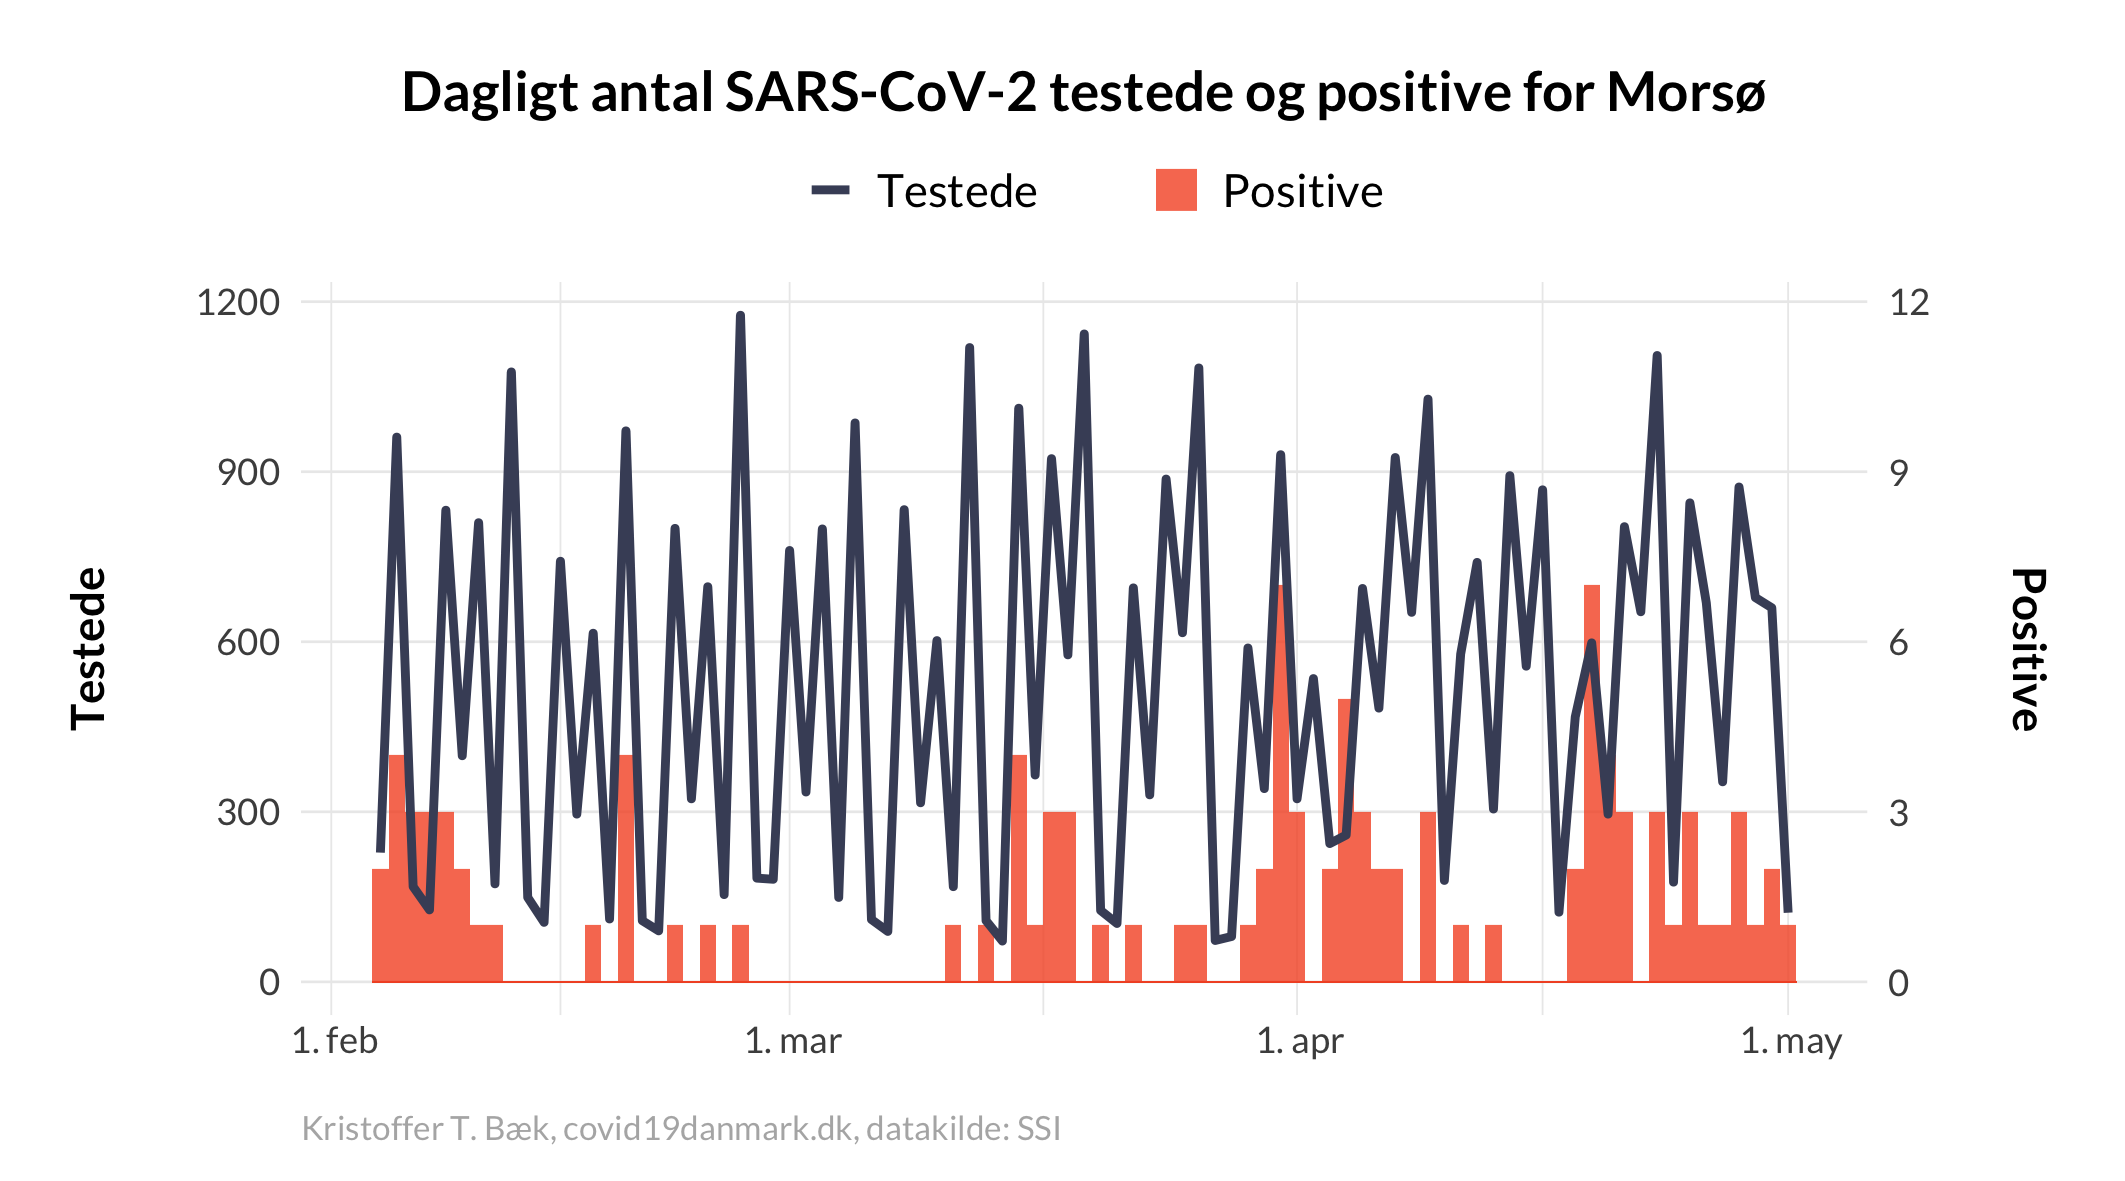 Dagligt antal SARS-CoV-2 testede og positive for Morsø
Testede
Positive
1200
900
600
300
0
Testede
12
9
6
3
0
Positive
1. feb
1. mar
1. apr
1. may
Kristoffer T. Bæk, covid19danmark.dk, datakilde: SSI